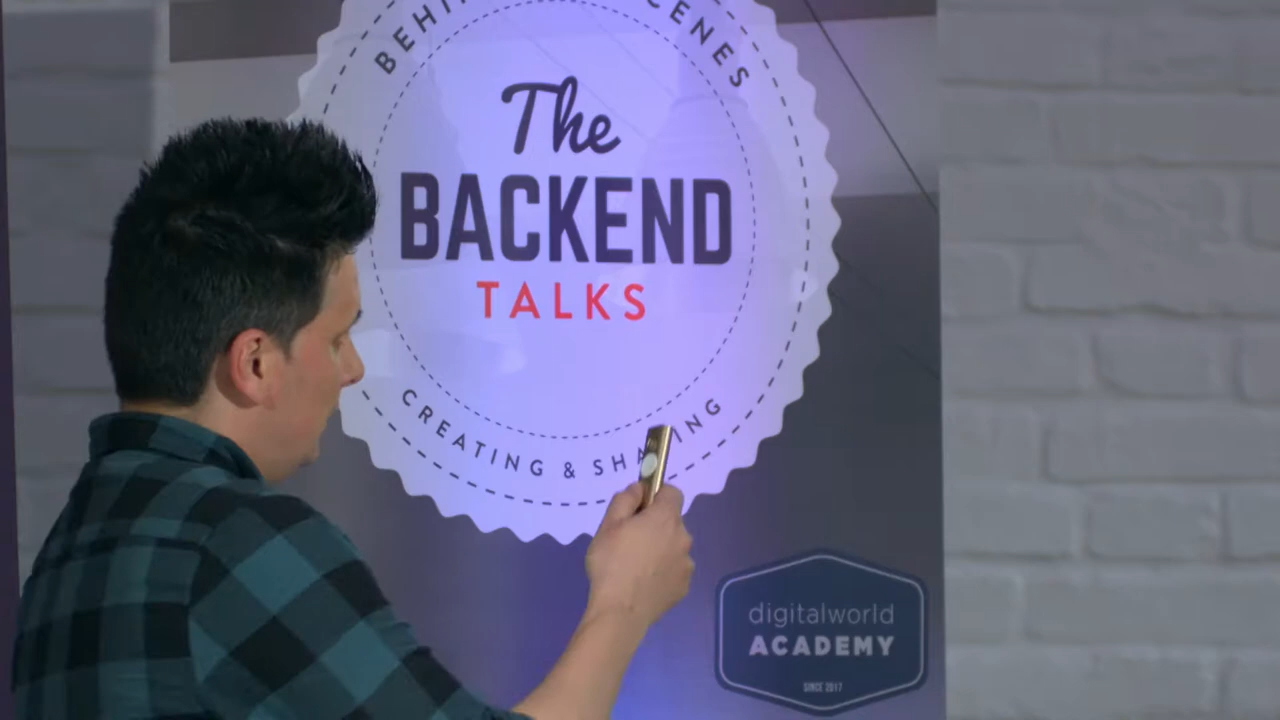 The
BACKEND
TALKS
CREATING &
digitalworld
ACADEMY
SINCE 2017